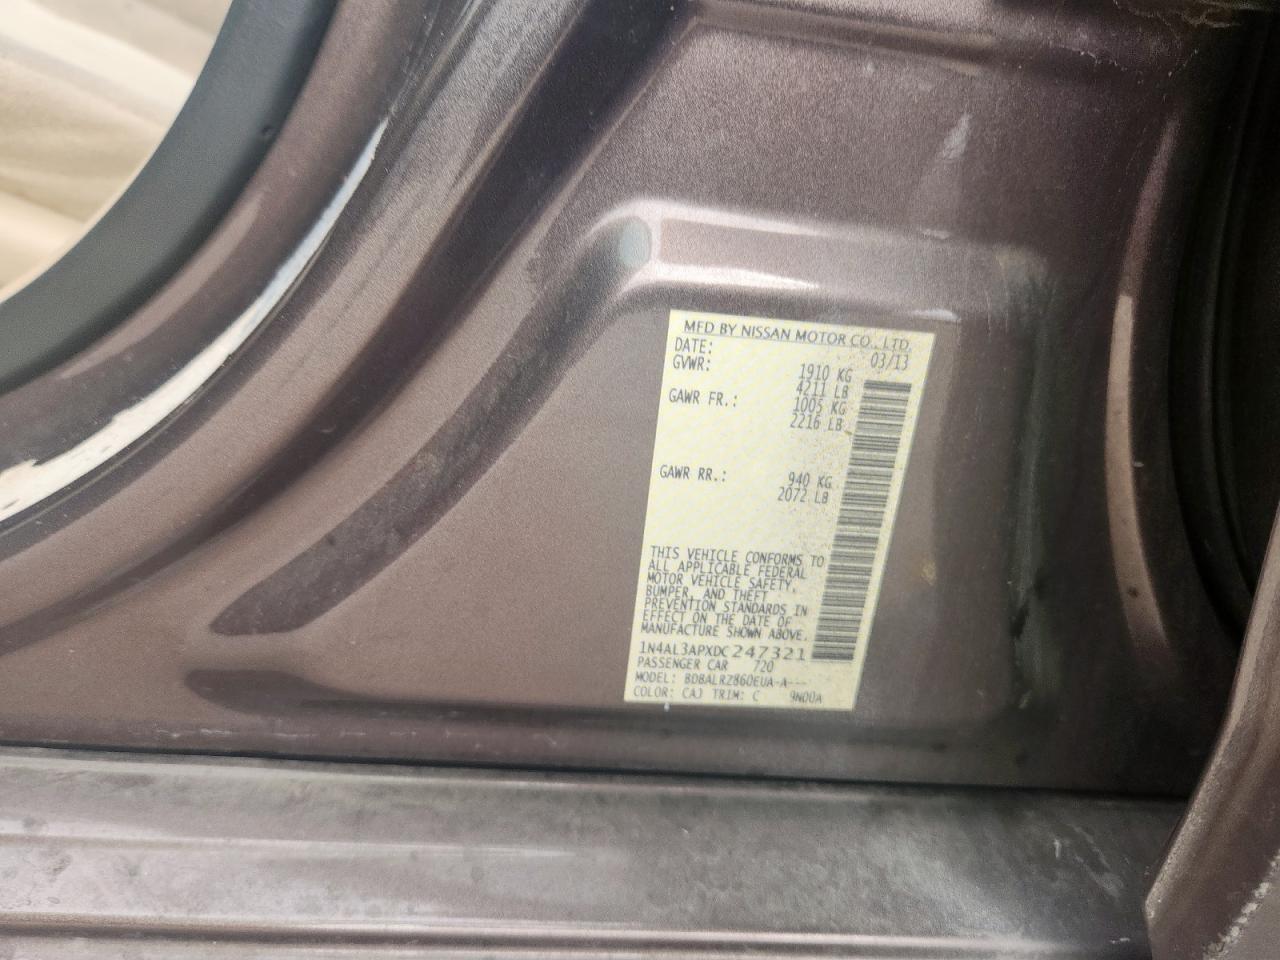 MFD BY NISSAN MOTOR CO., LTD.
DATE: 03/13
GVWR: 1910 KG
4211 LB
GAWR FR.: 1005 KG
2216 LB
GAWR RR.: 940 KG
2072 LB
THIS VEHICLE CONFORMS TO
ALL APPLICABLE FEDERAL
MOTOR VEHICLE SAFETY,
BUMPER, AND THEFT
PREVENTION STANDARDS IN
EFFECT ON THE DATE OF
MANUFACTURE SHOWN ABOVE.
1N4AL3APXDC247321
PASSENGER CAR 720
MODEL: BDBALRZ860EUA-A---
COLOR: CAJ TRIM: C 9N00A